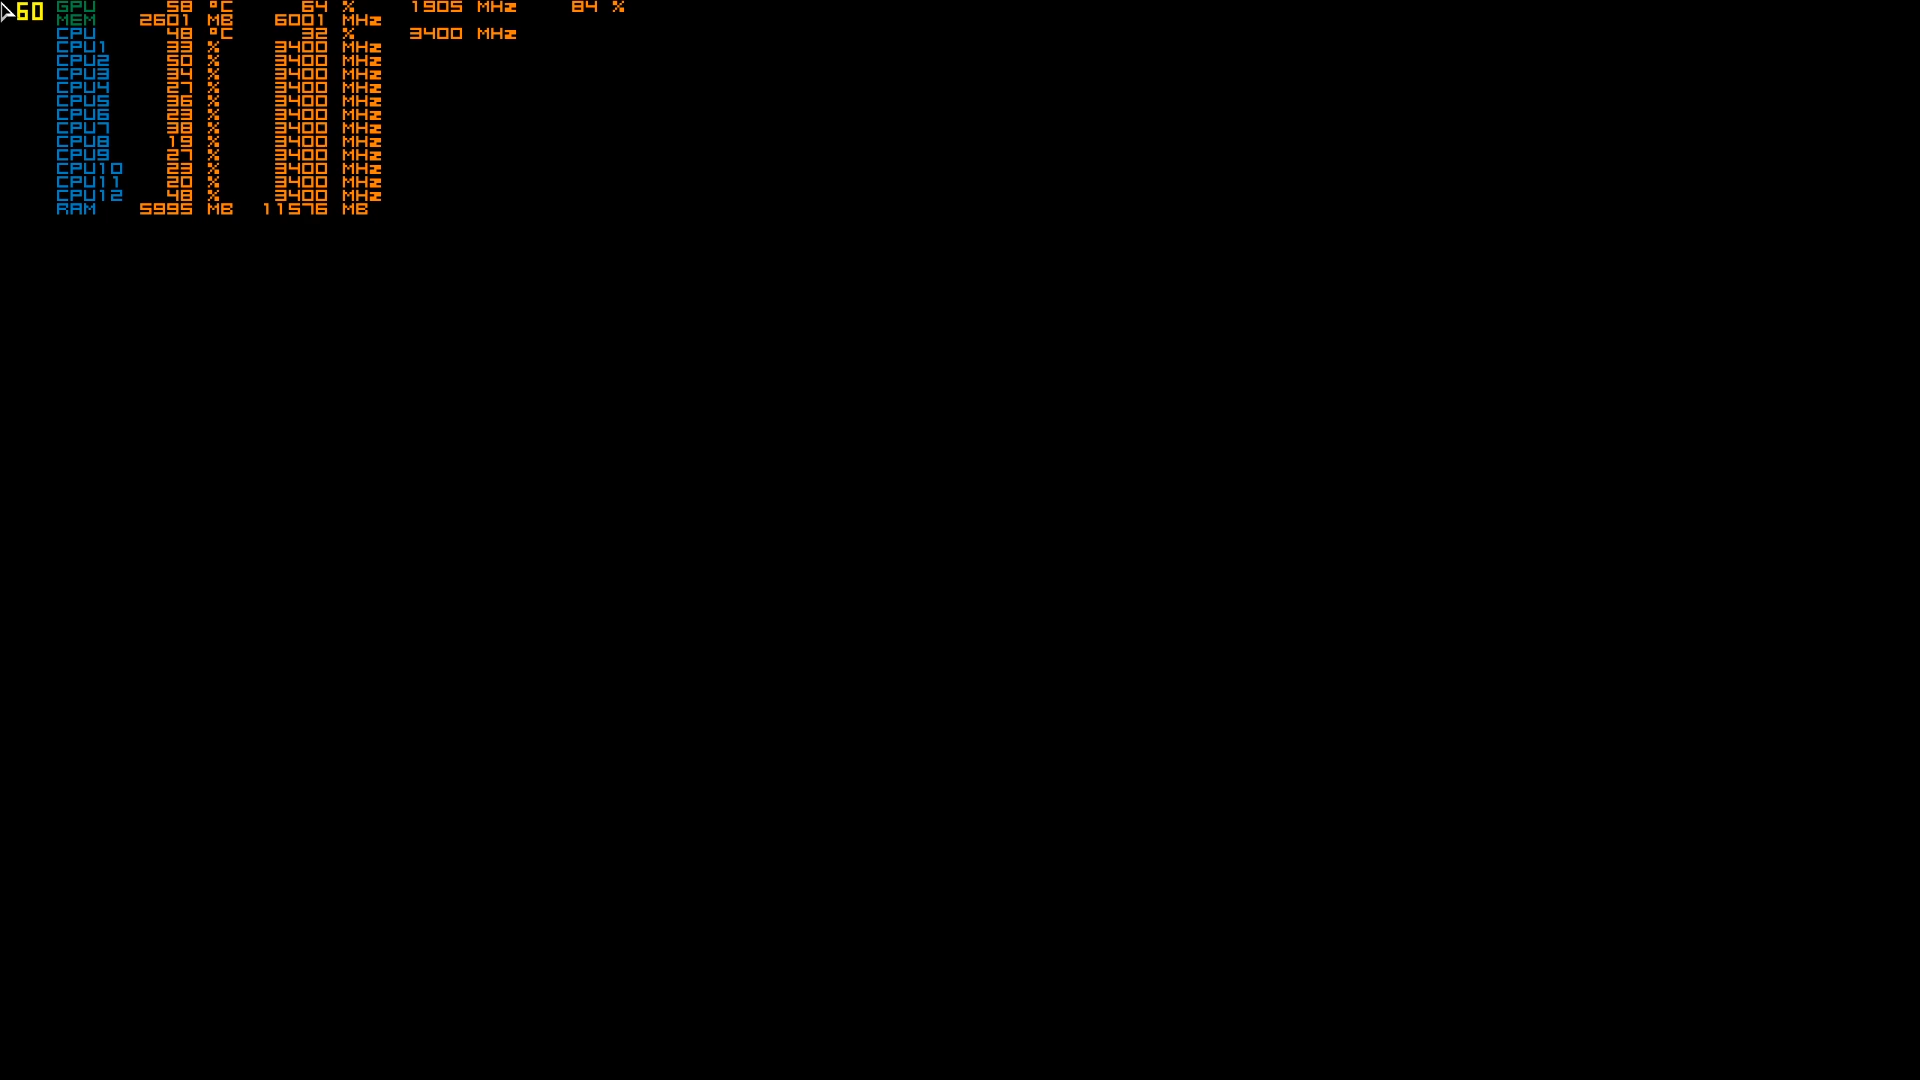 60 GPU 58 °C 64 % 1905 MHz 84 %
MEM 2601 MB 6001 MHz
CPU 48 °C 32 % 3400 MHz
CPU1 33 % 3400 MHz
CPU2 50 % 3400 MHz
CPU3 34 % 3400 MHz
CPU4 27 % 3400 MHz
CPU5 36 % 3400 MHz
CPU6 23 % 3400 MHz
CPU7 38 % 3400 MHz
CPU8 19 % 3400 MHz
CPU9 27 % 3400 MHz
CPU10 23 % 3400 MHz
CPU11 20 % 3400 MHz
CPU12 48 % 3400 MHz
RAM 5995 MB 11576 MB